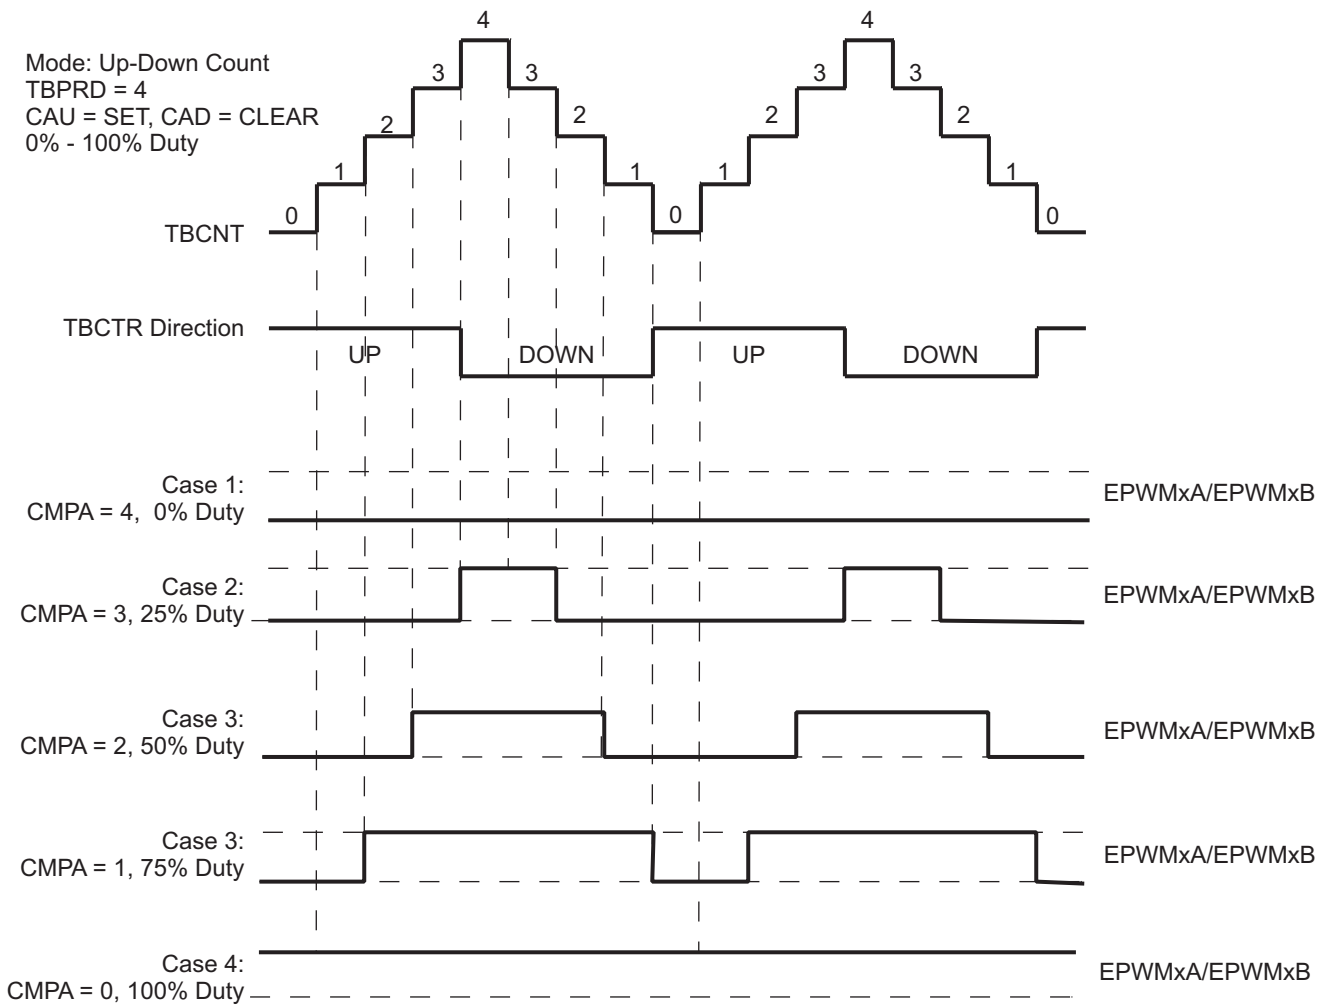 4
4
Mode: Up-Down Count
TBPRD = 4
CAU = SET, CAD = CLEAR
0% - 100% Duty
3
3
3
3
2
2
2
2
1
1
1
1
0
0
0
TBCNT
TBCTR Direction
UP
DOWN
UP
DOWN
Case 1:
CMPA = 4, 0% Duty
EPWMxA/EPWMxB
Case 2:
CMPA = 3, 25% Duty
EPWMxA/EPWMxB
Case 3:
CMPA = 2, 50% Duty
EPWMxA/EPWMxB
Case 3:
CMPA = 1, 75% Duty
EPWMxA/EPWMxB
Case 4:
CMPA = 0, 100% Duty
EPWMxA/EPWMxB